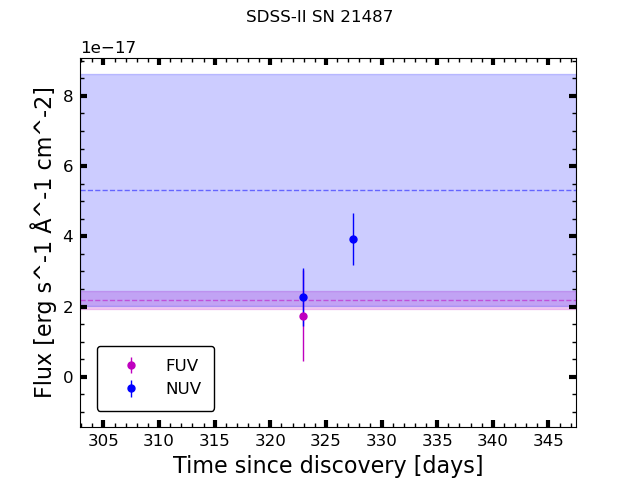 SDSS-II SN 21487
1e−17
8
6
4
2
0
Flux [erg s^-1 Å^-1 cm^-2]
FUV
NUV
305 310 315 320 325 330 335 340 345
Time since discovery [days]